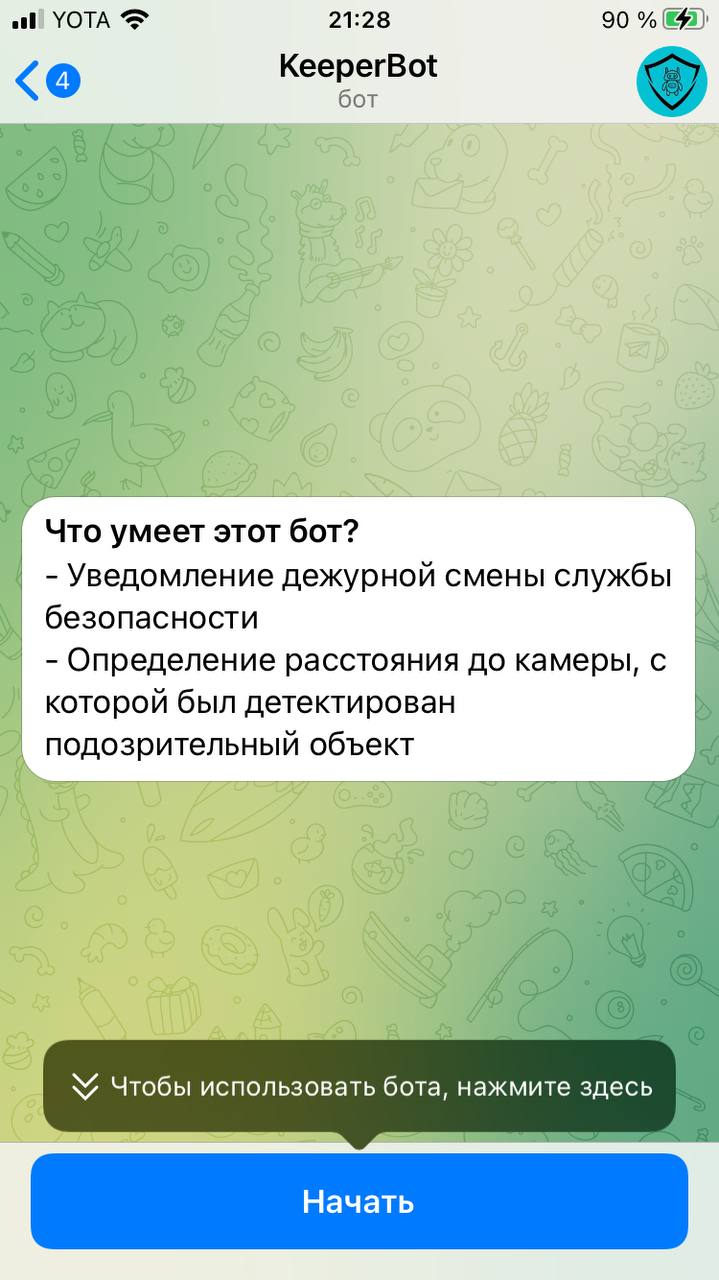 YOTA 21:28 90 %
4 KeeperBot
бот
Что умеет этот бот?
- Уведомление дежурной смены службы
безопасности
- Определение расстояния до камеры, с
которой был детектирован
подозрительный объект
Чтобы использовать бота, нажмите здесь
Начать